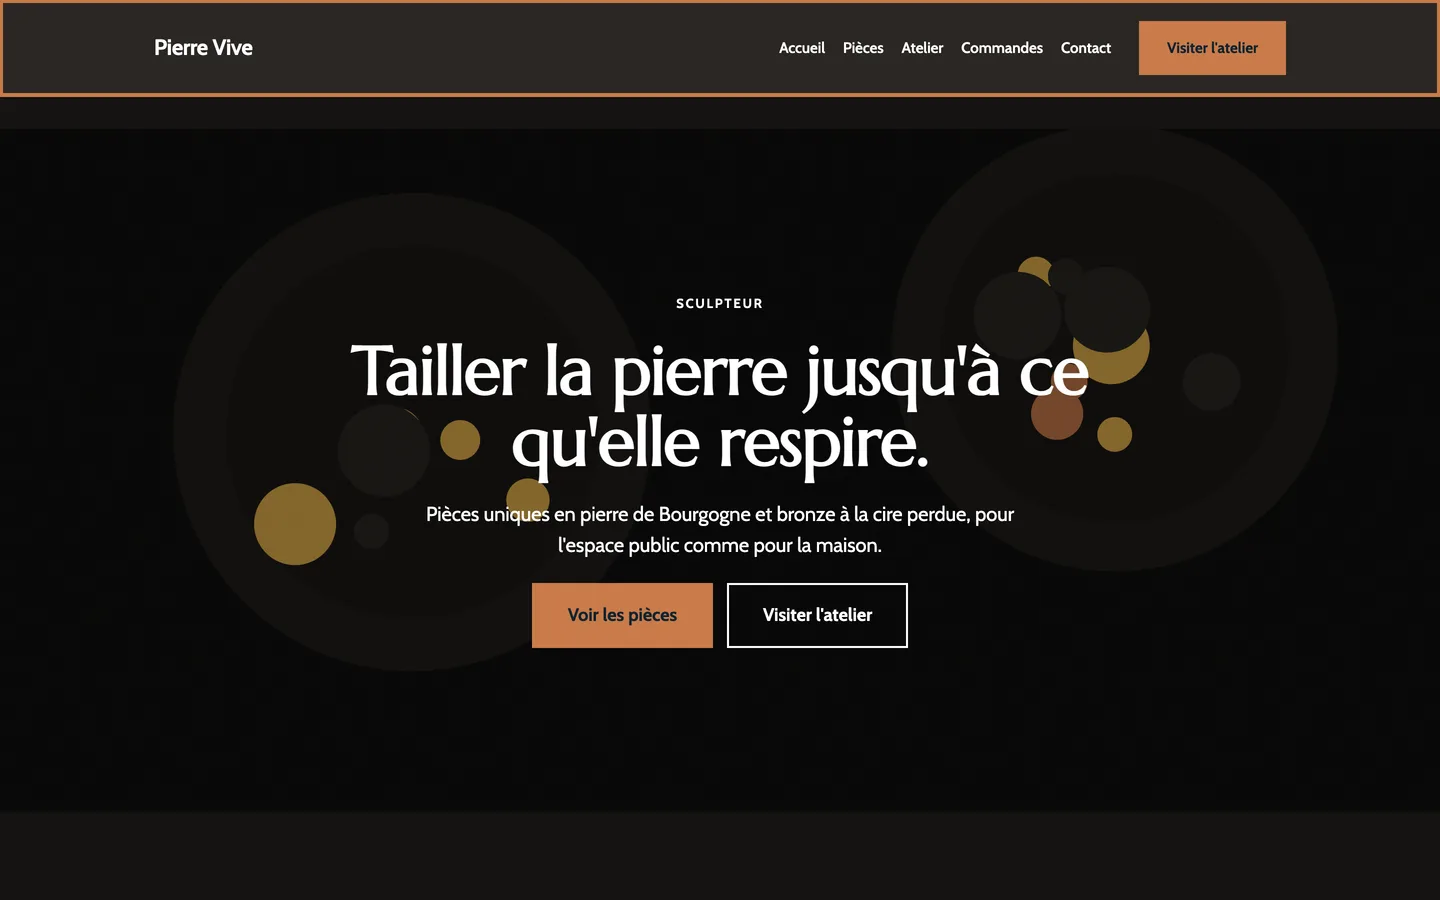 Pierre Vive
Accueil Pièces Atelier Commandes Contact Visiter l'atelier
SCULPTEUR
Tailler la pierre jusqu'à ce
qu'elle respire.
Pièces uniques en pierre de Bourgogne et bronze à la cire perdue, pour
l'espace public comme pour la maison.
Voir les pièces Visiter l'atelier